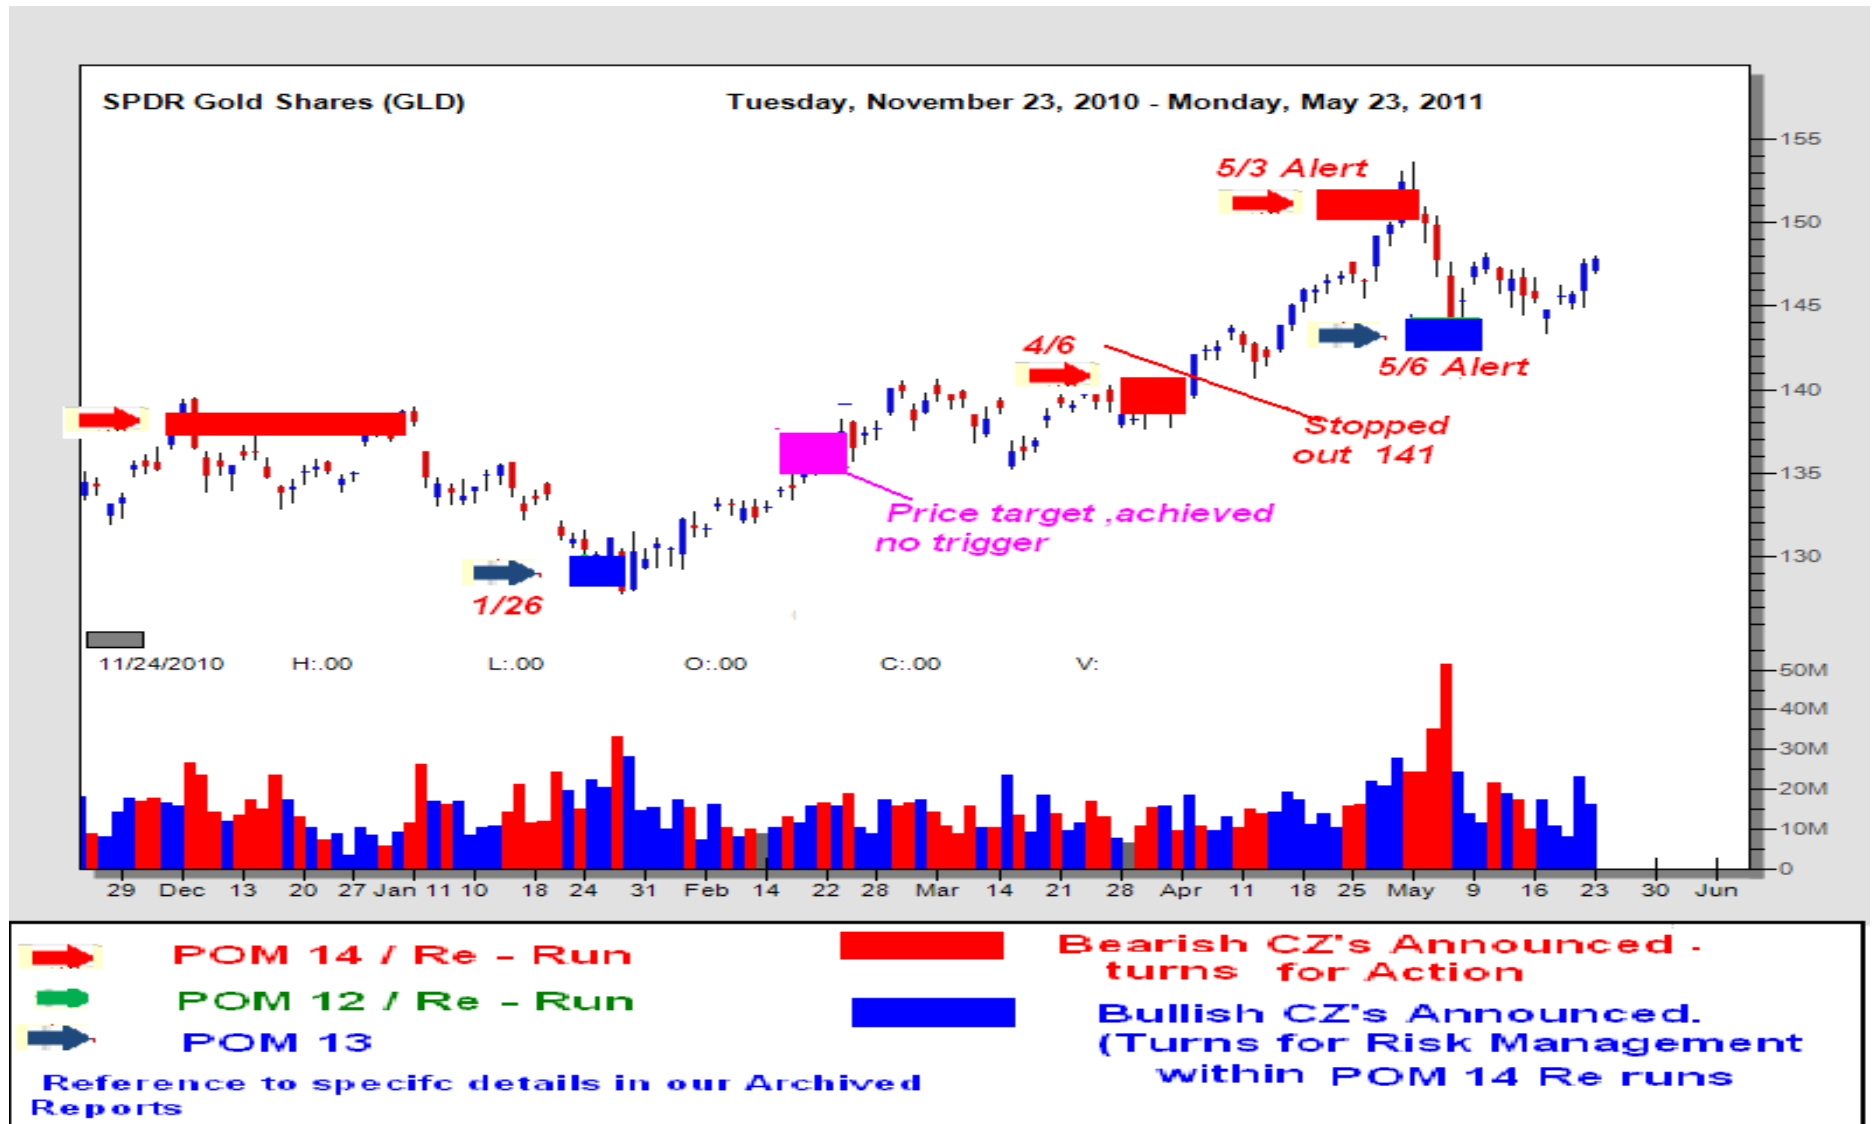 SPDR Gold Shares (GLD) Tuesday, November 23, 2010 - Monday, May 23, 2011
155
5/3 Alert
150
145
4/6
5/6 Alert
140
Stopped
out 141
135
Price target ,achieved
no trigger
130
1/26
11/24/2010 H:.00 L:.00 O:.00 C:.00 V:
50M
40M
30M
20M
10M
0
29 Dec 13 20 27 Jan 11 10 18 24 31 Feb 14 22 28 Mar 14 21 28 Apr 11 18 25 May 9 16 23 30 Jun
POM 14 / Re - Run
POM 12 / Re - Run
POM 13
Reference to specifc details in our Archived
Reports
Bearish CZ's Announced .
turns for Action
Bullish CZ's Announced.
(Turns for Risk Management
within POM 14 Re runs